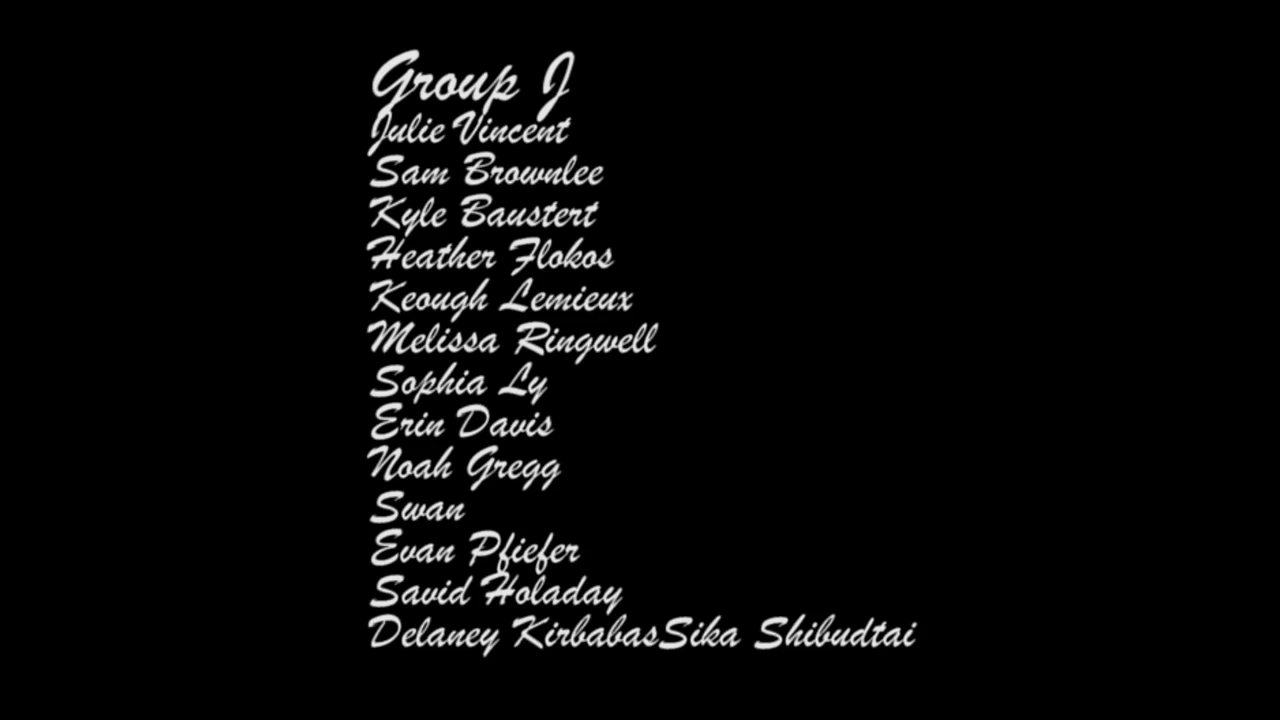 Group J
Julie Vincent
Sam Brownlee
Kyle Baustert
Heather Flokos
Keough Lemieux
Melissa Ringwell
Sophia Ly
Erin Davis
Noah Gregg
Swan
Evan Pfiefer
Savid Holaday
Delaney KirbabasSika Shibudtai